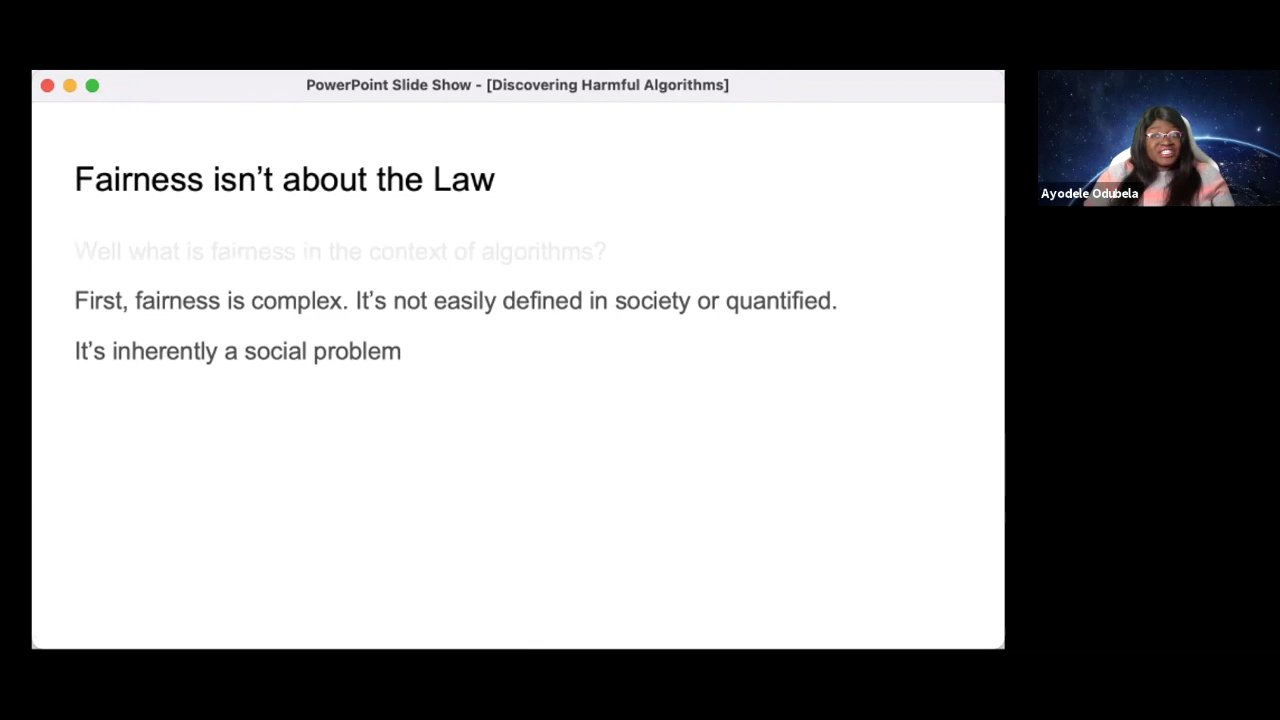 PowerPoint Slide Show - [Discovering Harmful Algorithms]
Fairness isn’t about the Law
Well what is fairness in the context of algorithms?
First, fairness is complex. It’s not easily defined in society or quantified.
It’s inherently a social problem
Ayodele Odubela